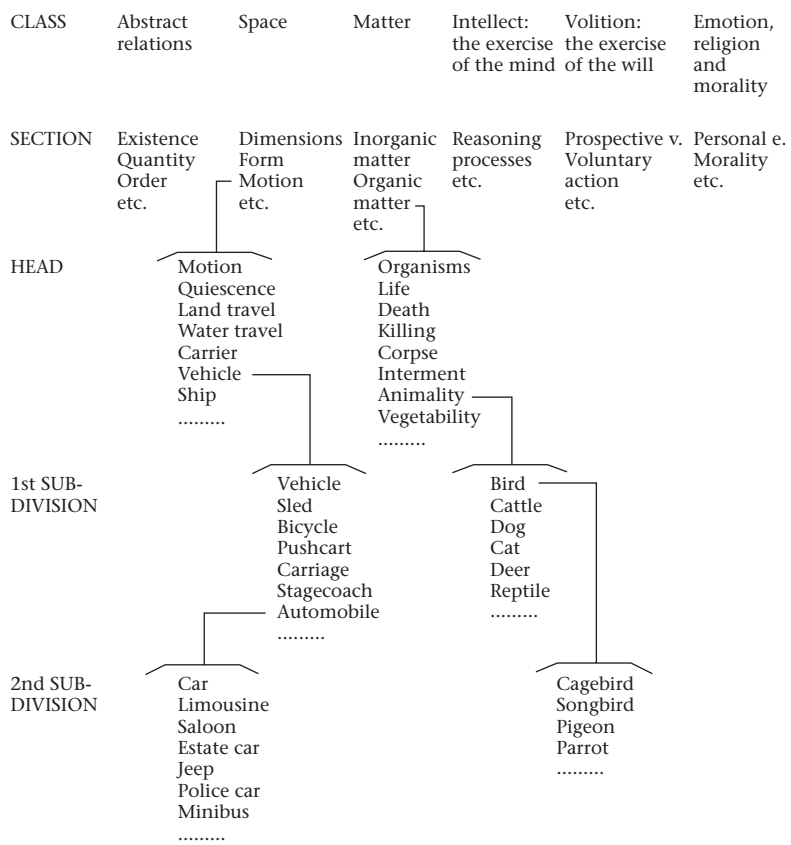 CLASS Abstract Space Matter Intellect: Volition: Emotion,
relations the exercise the exercise religion
of the mind of the will and
morality
SECTION Existence Dimensions Inorganic Reasoning Prospective v. Personal e.
Quantity Form matter processes Voluntary Morality
Order Motion Organic etc. action etc.
etc. etc. matter etc.
etc.
HEAD Motion Organisms
Quiescence Life
Land travel Death
Water travel Killing
Carrier Corpse
Vehicle Interment
Ship Animality
......... Vegetability
.........
1st SUB- Vehicle Bird
DIVISION Sled Cattle
Bicycle Dog
Pushcart Cat
Carriage Deer
Stagecoach Reptile
Automobile .........
.........
2nd SUB- Car Cagebird
DIVISION Limousine Songbird
Saloon Pigeon
Estate car Parrot
Jeep .........
Police car
Minibus
.........